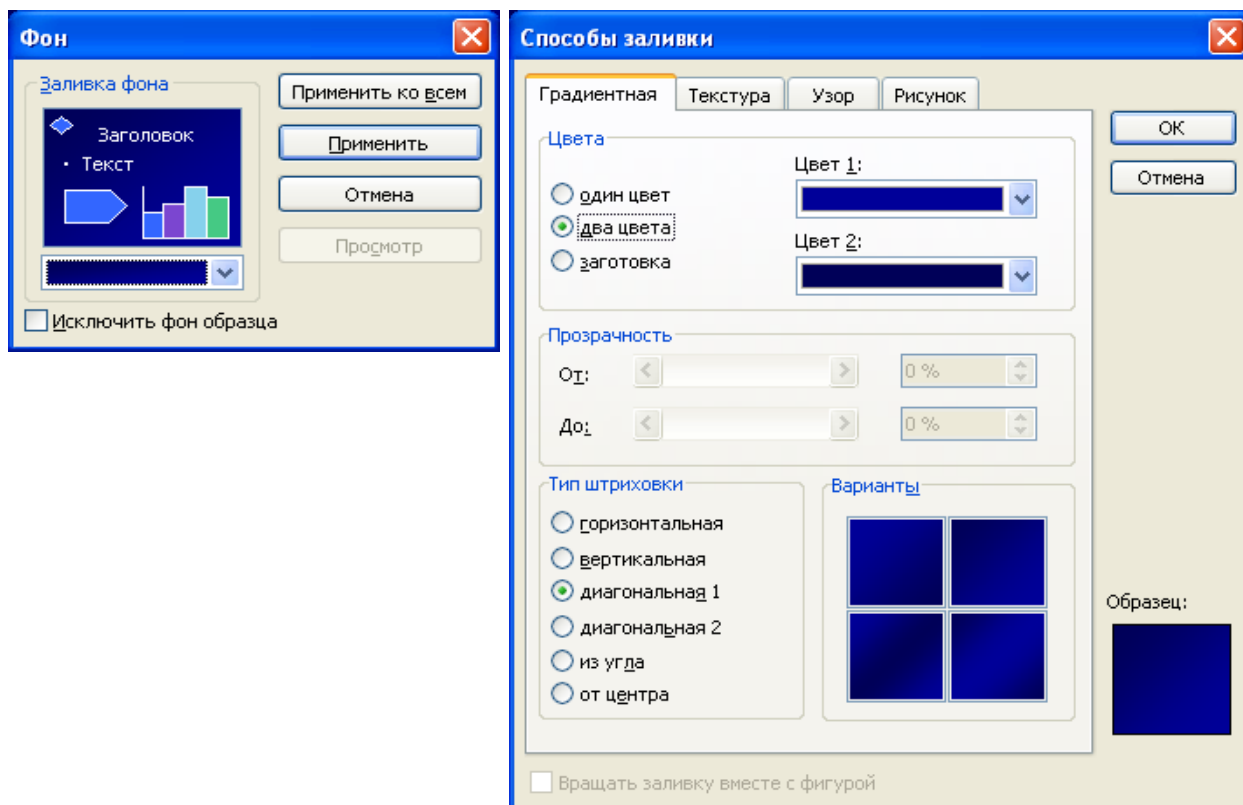 Фон
Заливка фона
Заголовок
• Текст
Применить ко всем
Применить
Отмена
Просмотр
Исключить фон образца
Способы заливки
Градиентная Текстура Узор Рисунок
Цвета
один цвет
два цвета
заготовка
Цвет 1:
Цвет 2:
ОК
Отмена
Прозрачность
От: 0 %
До: 0 %
Тип штриховки
горизонтальная
вертикальная
диагональная 1
диагональная 2
из угла
от центра
Варианты
Образец:
Вращать заливку вместе с фигурой